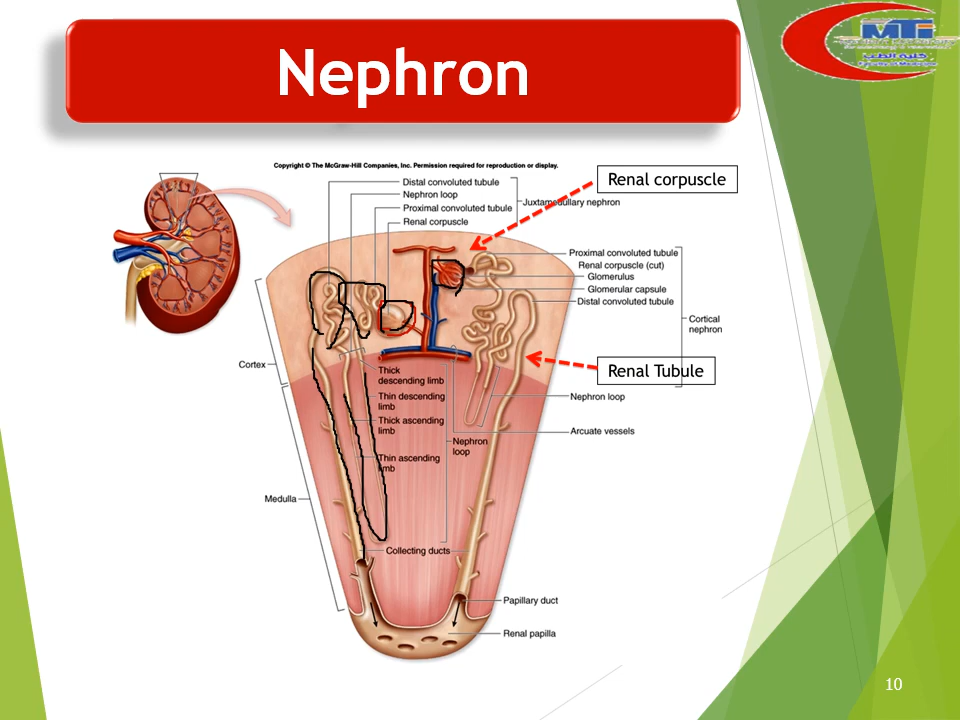 Nephron
MTI
كلية الطب
Copyright © The McGraw-Hill Companies, Inc. Permission required for reproduction or display.
Renal corpuscle
Distal convoluted tubule
Nephron loop
Proximal convoluted tubule
Renal corpuscle
Juxtamedullary nephron
Proximal convoluted tubule
Renal corpuscle (cut)
Glomerulus
Glomerular capsule
Distal convoluted tubule
Cortical
nephron
Cortex
Renal Tubule
Thick
descending limb
Thin descending
limb
Thick ascending
limb
Thin ascending
limb
Nephron
loop
Nephron loop
Arcuate vessels
Medulla
Collecting ducts
Papillary duct
Renal papilla
10